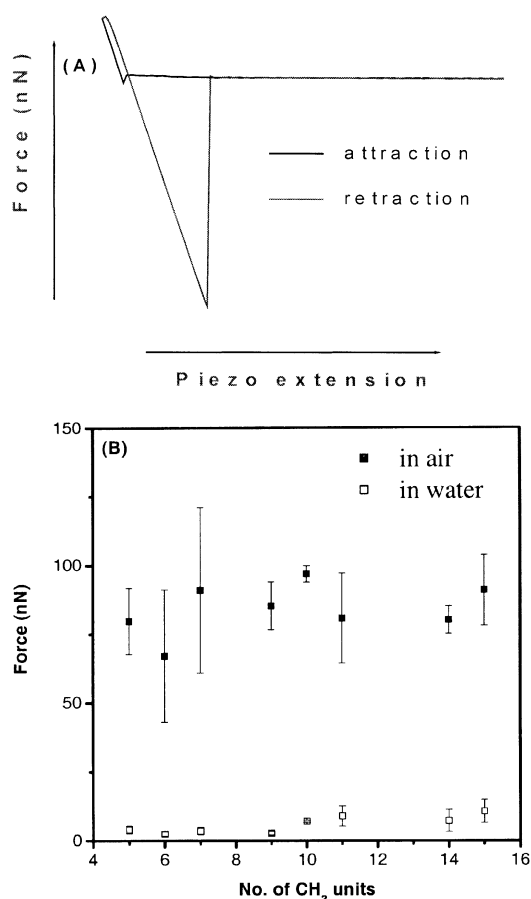 (A)
Force (nN)
attraction
retraction
Piezo extension
(B)
in air
in water
Force (nN)
150
100
50
0
4 6 8 10 12 14 16
No. of CH₂ units